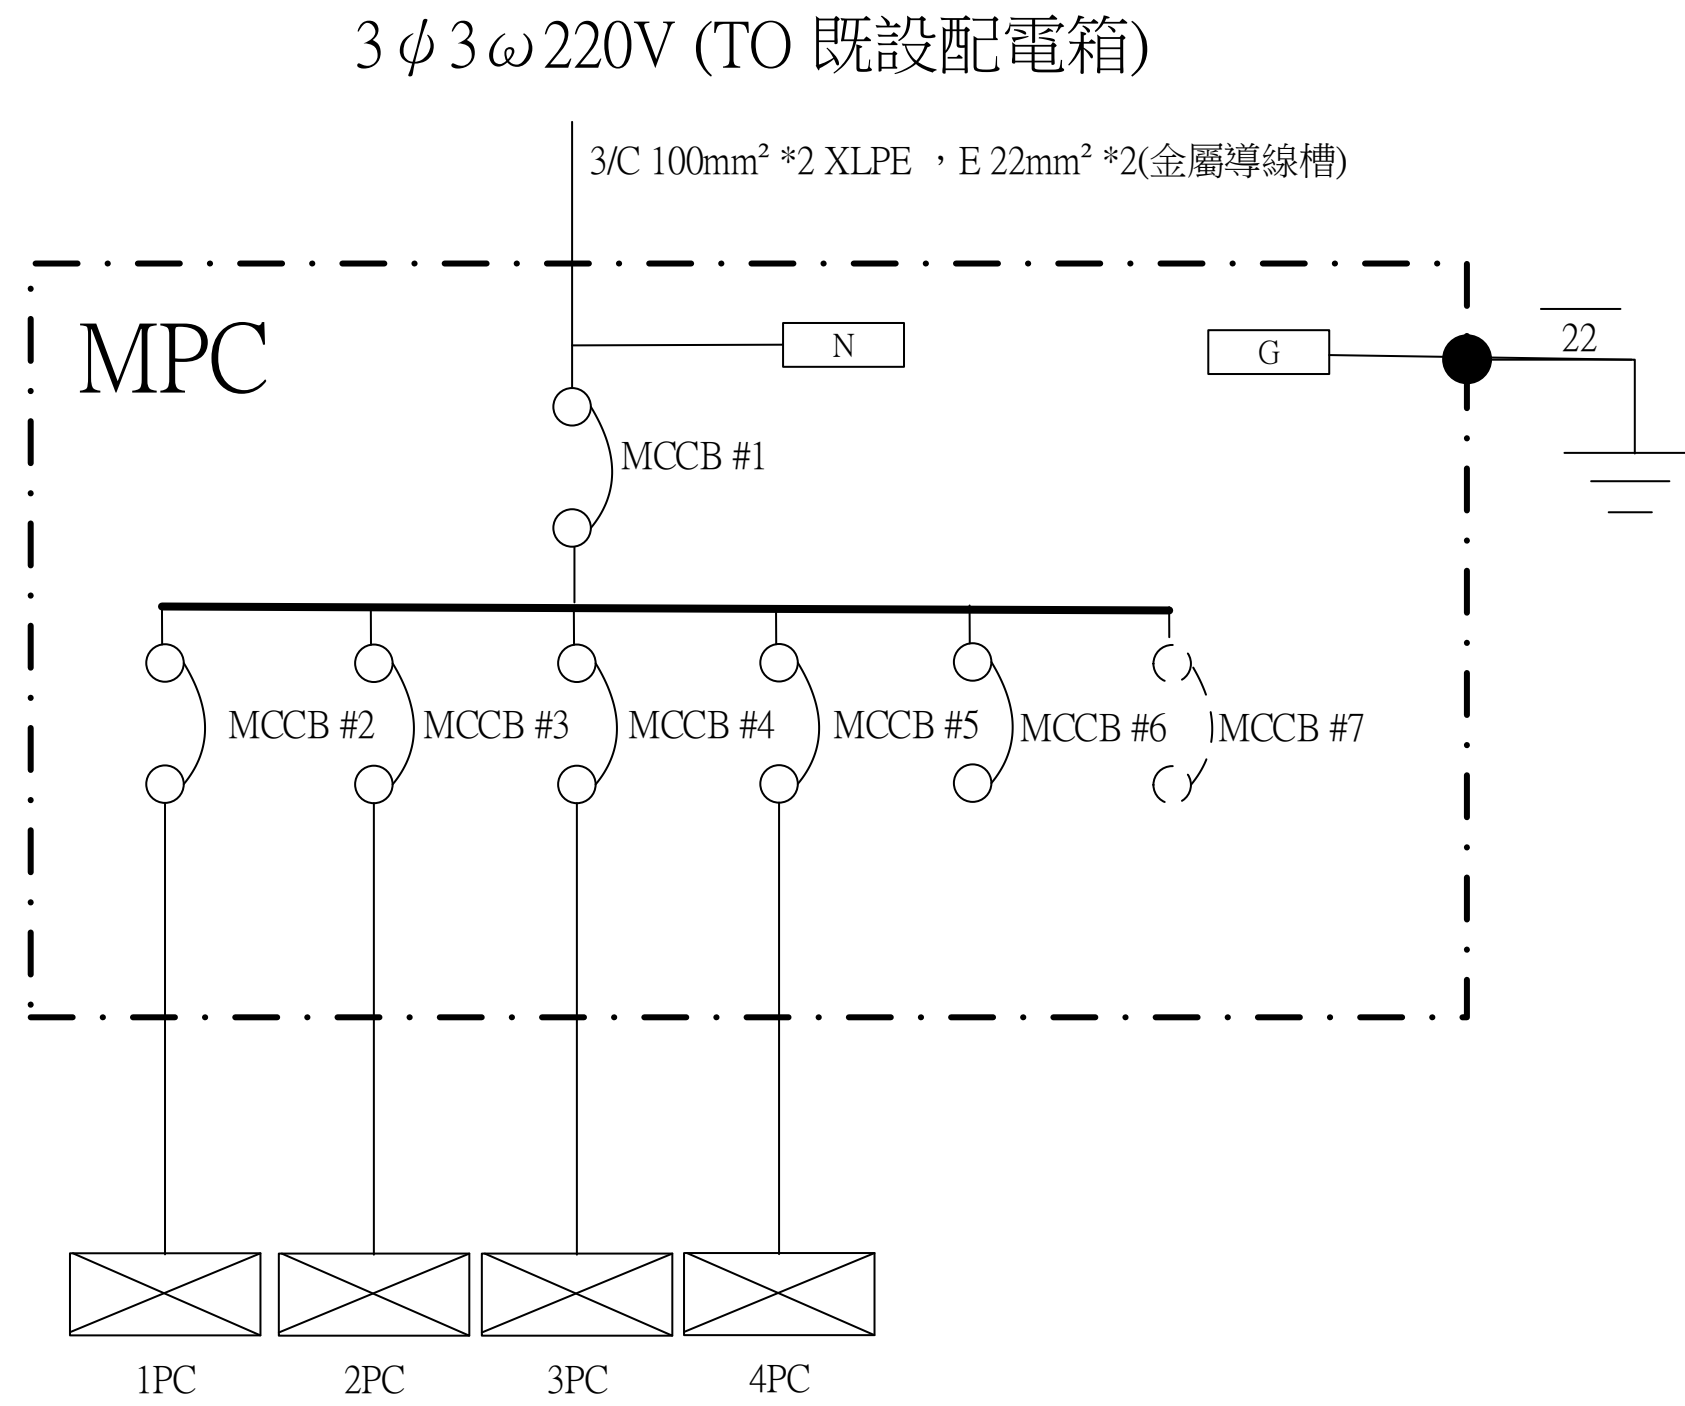 3ψ3ω220V (TO 既設配電箱)
3/C 100mm² *2 XLPE ，E 22mm² *2(金屬導線槽)
MPC
N
G
22
MCCB #1
MCCB #2
MCCB #3
MCCB #4
MCCB #5
MCCB #6
MCCB #7
1PC
2PC
3PC
4PC